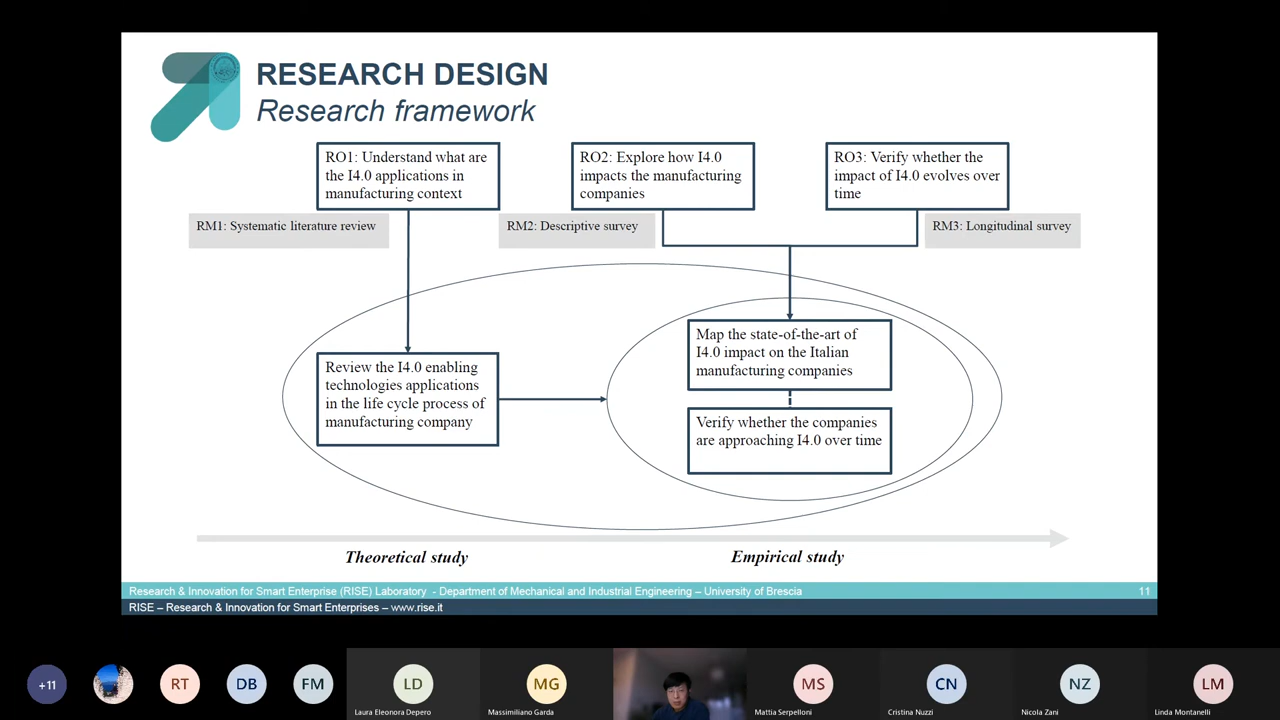 RESEARCH DESIGN
Research framework
RO1: Understand what are
the I4.0 applications in
manufacturing context
RO2: Explore how I4.0
impacts the manufacturing
companies
RO3: Verify whether the
impact of I4.0 evolves over
time
RM1: Systematic literature review
RM2: Descriptive survey
RM3: Longitudinal survey
Review the I4.0 enabling
technologies applications
in the life cycle process of
manufacturing company
Map the state-of-the-art of
I4.0 impact on the Italian
manufacturing companies
Verify whether the companies
are approaching I4.0 over time
Theoretical study
Empirical study
Research & Innovation for Smart Enterprise (RISE) Laboratory - Department of Mechanical and Industrial Engineering – University of Brescia
11
RISE – Research & Innovation for Smart Enterprises – www.rise.it
+11
RT
DB
FM
LD
Laura Eleonora Depero
MG
Massimiliano Garda
MS
Mattia Serpelloni
CN
Cristina Nuzzi
NZ
Nicola Zani
LM
Linda Montanelli